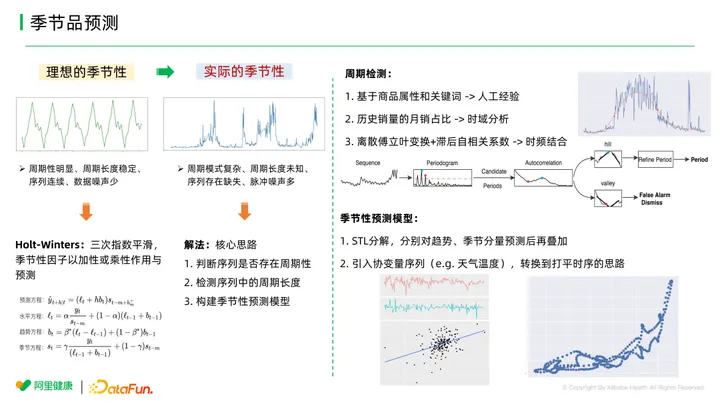 季节品预测
理想的季节性
实际的季节性
➢ 周期性明显、周期长度稳定、
序列连续、数据噪声少
➢ 周期模式复杂、周期长度未知、
序列存在缺失、脉冲噪声多
Holt-Winters：三次指数平滑，
季节性因子以加性或乘性作用与
预测
预测方程：ŷ_{t+h|t} = (ℓ_t + hb_t)s_{t−m+h_m^+}
水平方程：ℓ_t = α y_t/s_{t−m} + (1 − α)(ℓ_{t−1} + b_{t−1})
趋势方程：b_t = β*(ℓ_t − ℓ_{t−1}) + (1 − β*)b_{t−1}
季节方程：s_t = γ y_t/(ℓ_{t−1} + b_{t−1}) + (1 − γ)s_{t−m}
解法：核心思路
1. 判断序列是否存在周期性
2. 检测序列中的周期长度
3. 构建季节性预测模型
周期检测：
1. 基于商品属性和关键词 -> 人工经验
2. 历史销量的月销占比 -> 时域分析
3. 离散傅立叶变换+滞后自相关系数 -> 时频结合
Sequence
Periodogram
Candidate
Periods
Autocorrelation
hill
Refine Period
Period
valley
False Alarm
Dismiss
季节性预测模型：
1. STL分解，分别对趋势、季节分量预测后再叠加
2. 引入协变量序列（e.g. 天气温度），转换到打平时序的思路
阿里健康
DataFun.
© Copyright By Alibaba Health All Rights Reserved